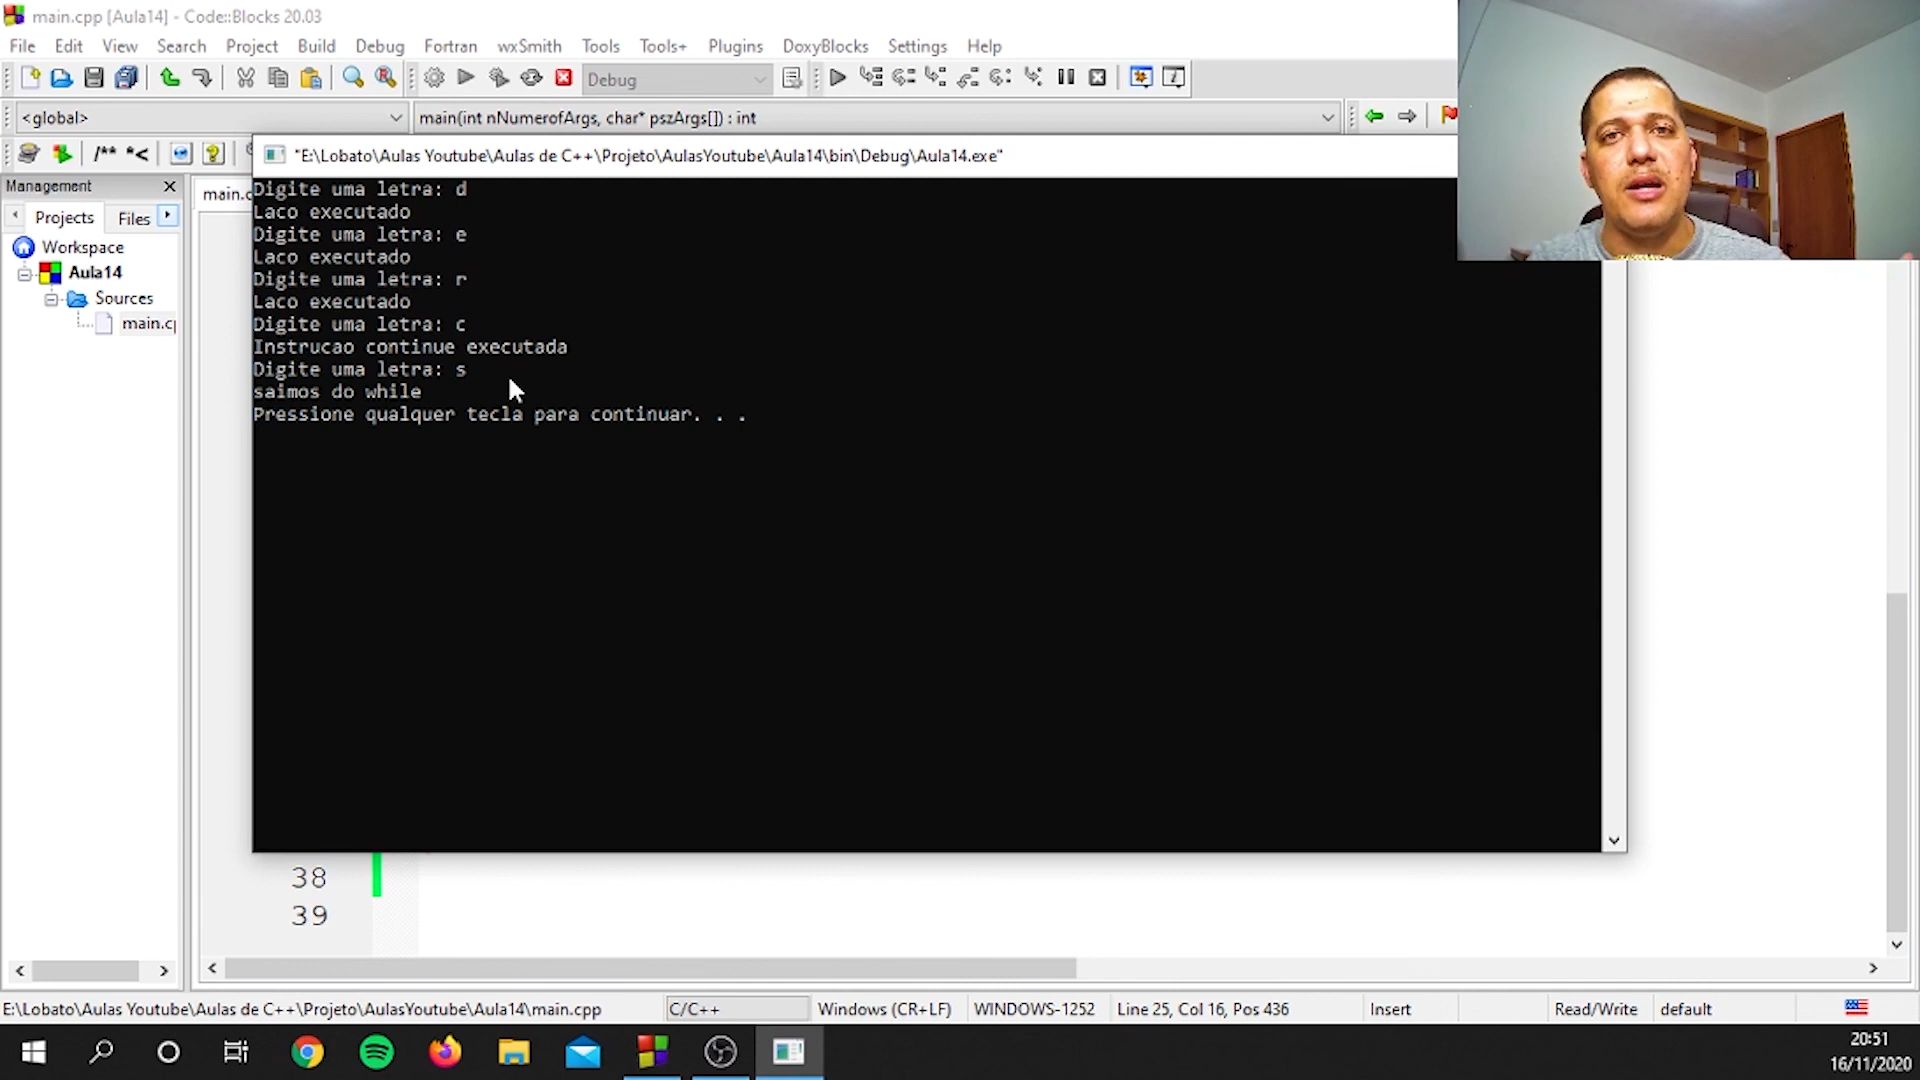 main.cpp [Aula14] - Code::Blocks 20.03
File Edit View Search Project Build Debug Fortran wxSmith Tools Tools+ Plugins DoxyBlocks Settings Help
Debug
<global>
main(int nNumerofArgs, char* pszArgs[]) : int
/** *<
"E:\Lobato\Aulas Youtube\Aulas de C++\Projeto\AulasYoutube\Aula14\bin\Debug\Aula14.exe"
Management
main.c
Projects Files
Workspace
Aula14
Sources
main.c
Digite uma letra: d
Laco executado
Digite uma letra: e
Laco executado
Digite uma letra: r
Laco executado
Digite uma letra: c
Instrucao continue executada
Digite uma letra: s
saimos do while
Pressione qualquer tecla para continuar. . .
38
39
E:\Lobato\Aulas Youtube\Aulas de C++\Projeto\AulasYoutube\Aula14\main.cpp C/C++ Windows (CR+LF) WINDOWS-1252 Line 25, Col 16, Pos 436 Insert Read/Write default
20:51
16/11/2020